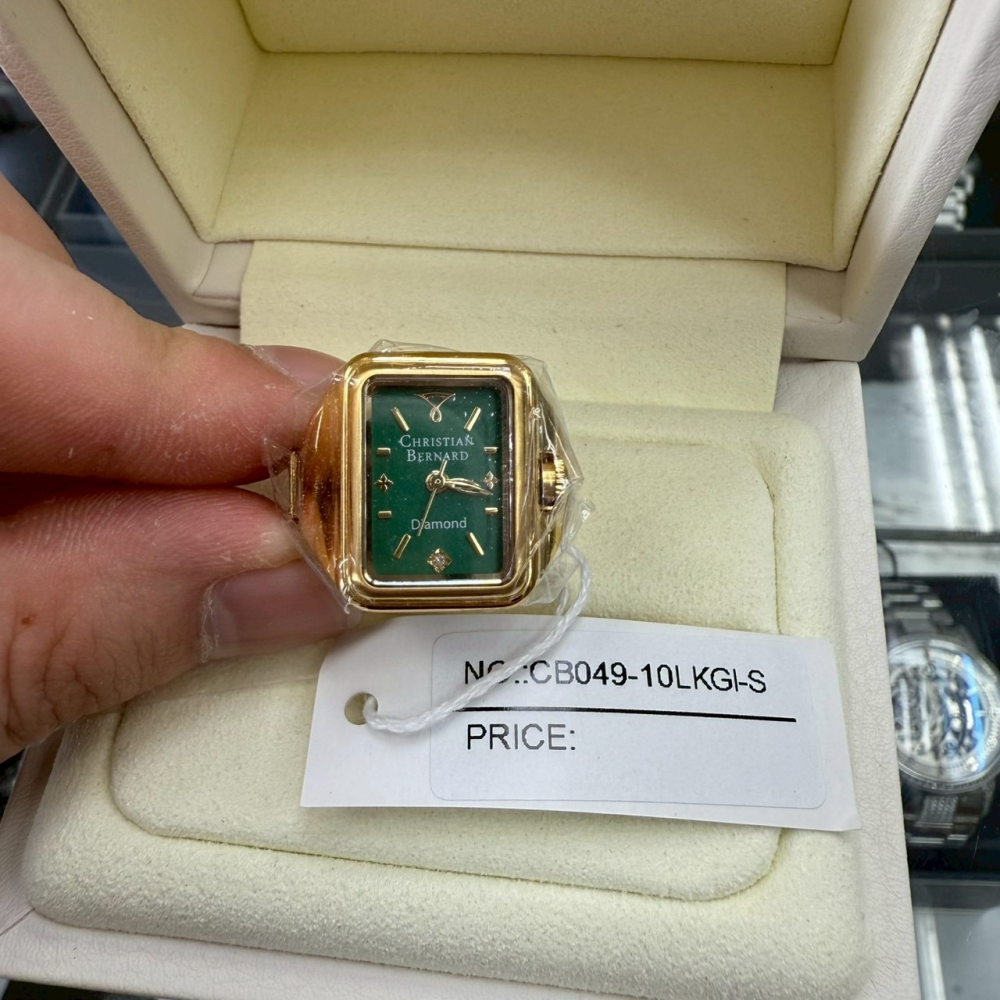 CHRISTIAN
BERNARD
Diamond
NO.:CB049-10LKGI-S
PRICE: